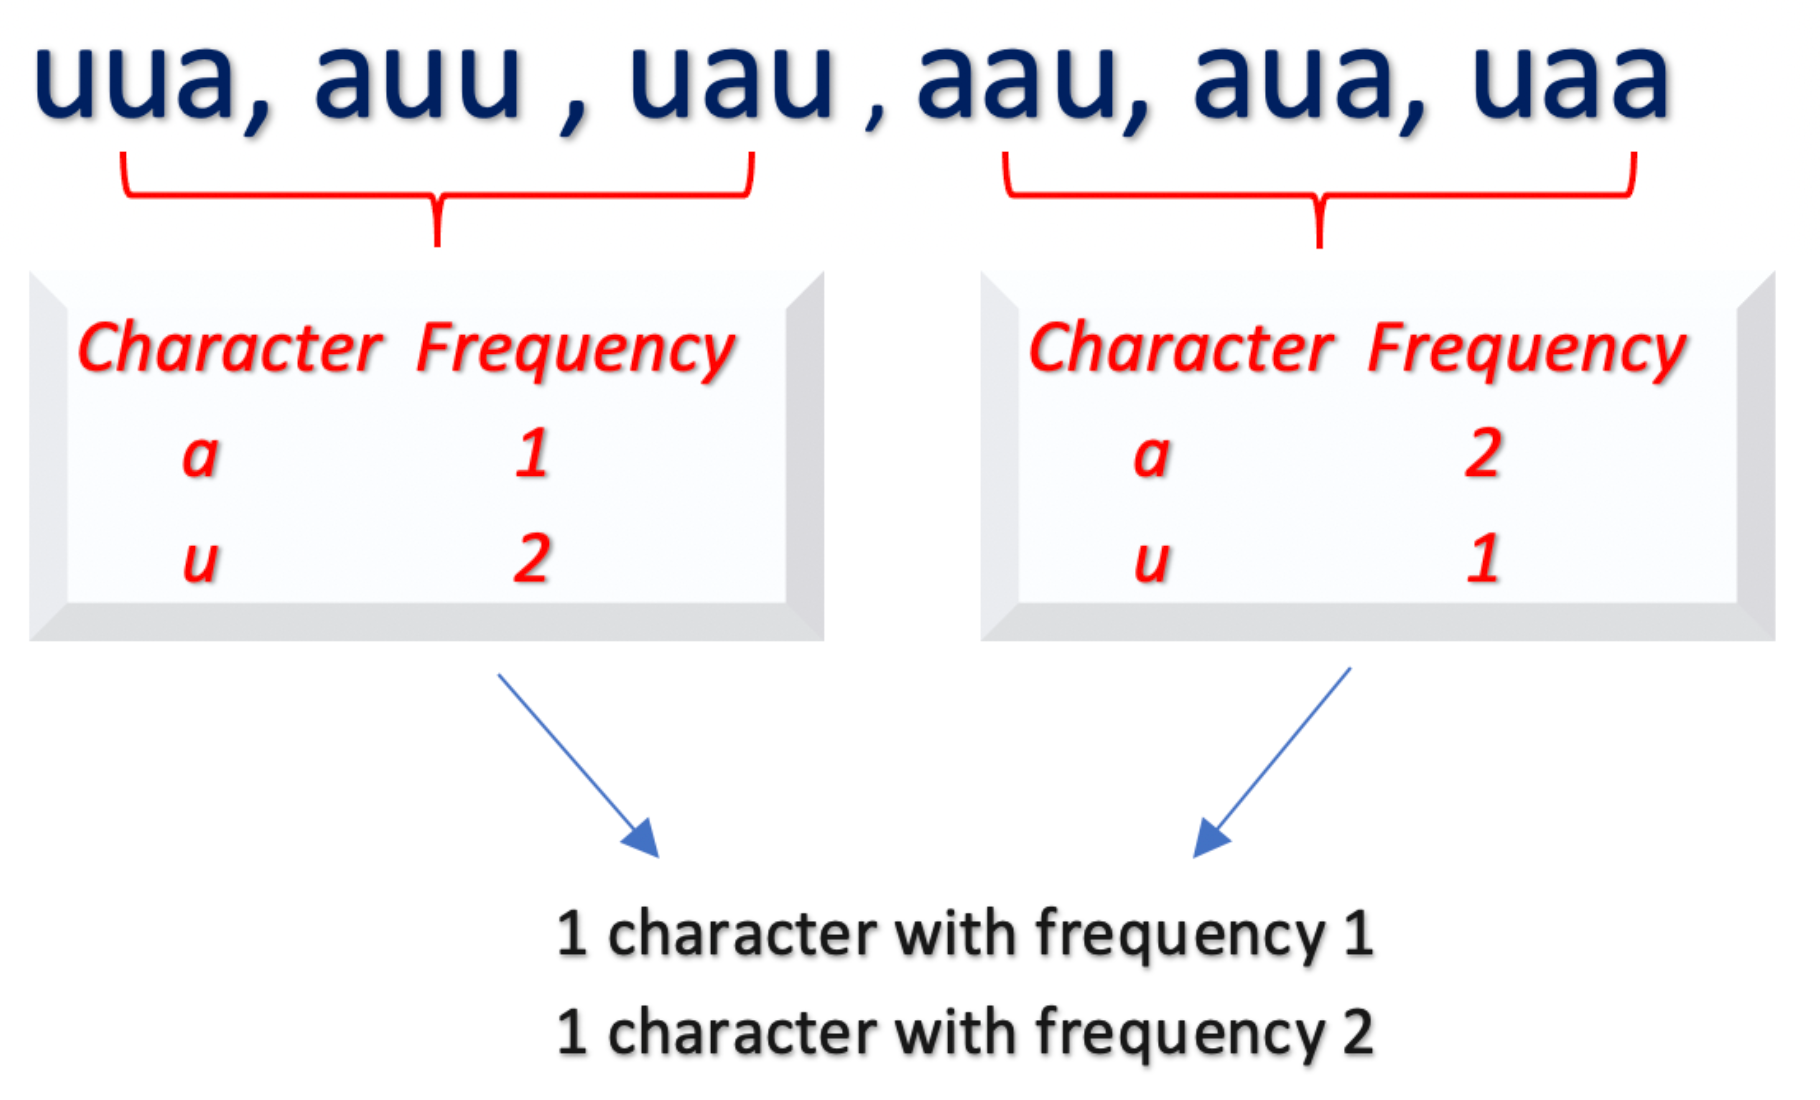 uua, auu , uau , aau, aua, uaa
Character Frequency
a 1
u 2
Character Frequency
a 2
u 1
1 character with frequency 1
1 character with frequency 2